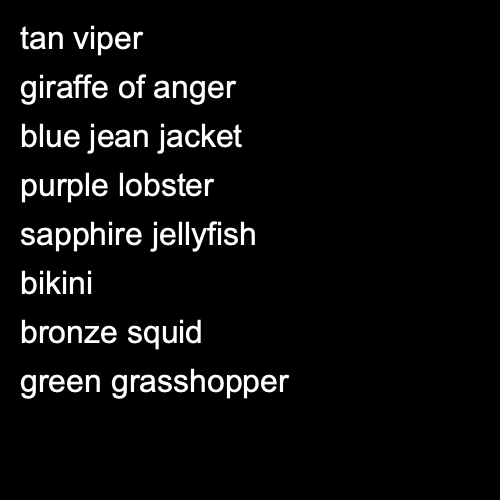 tan viper
giraffe of anger
blue jean jacket
purple lobster
sapphire jellyfish
bikini
bronze squid
green grasshopper